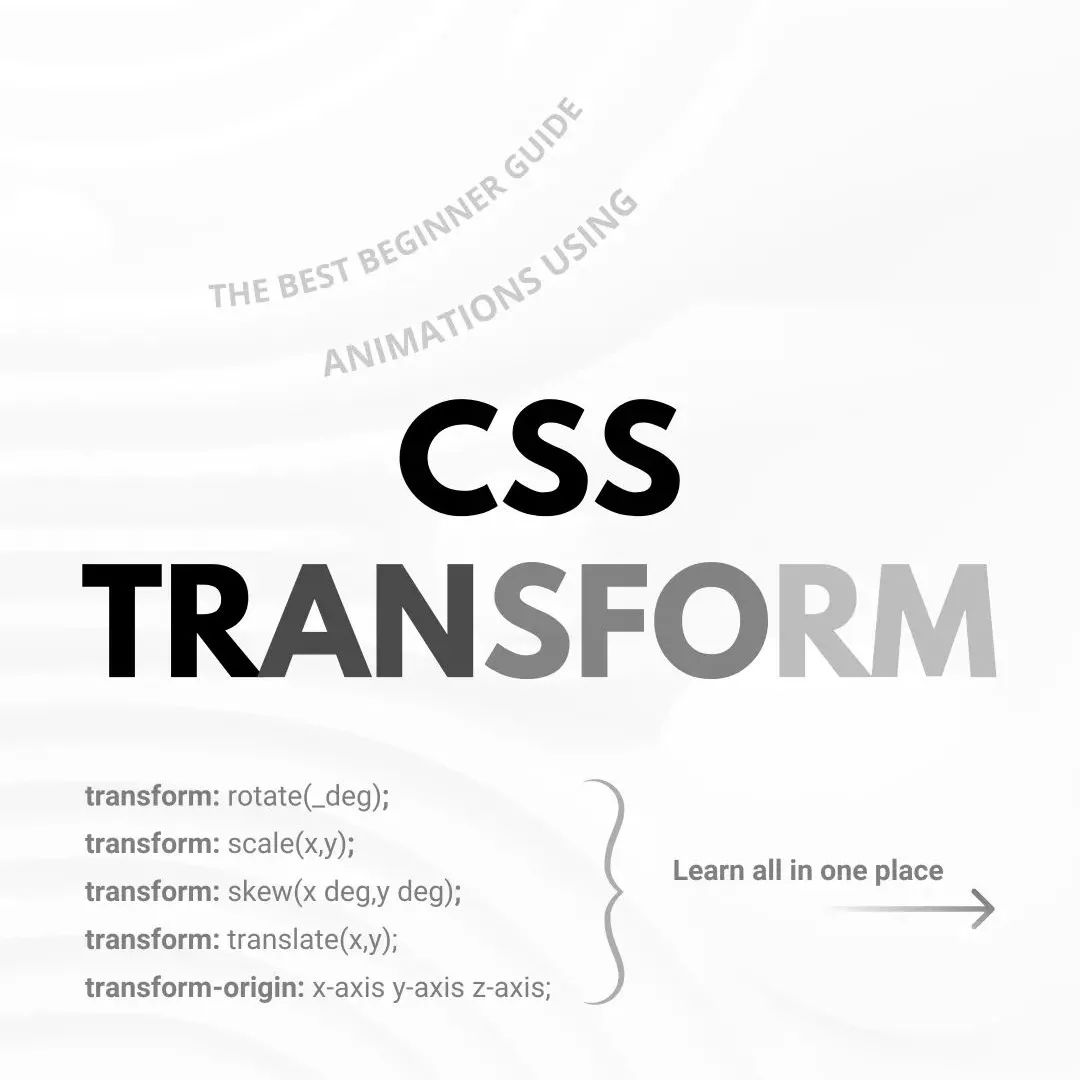 THE BEST BEGINNER GUIDE
ANIMATIONS USING
CSS
TRANSFORM
transform: rotate(_deg);
transform: scale(x,y);
transform: skew(x deg,y deg);
transform: translate(x,y);
transform-origin: x-axis y-axis z-axis;
Learn all in one place